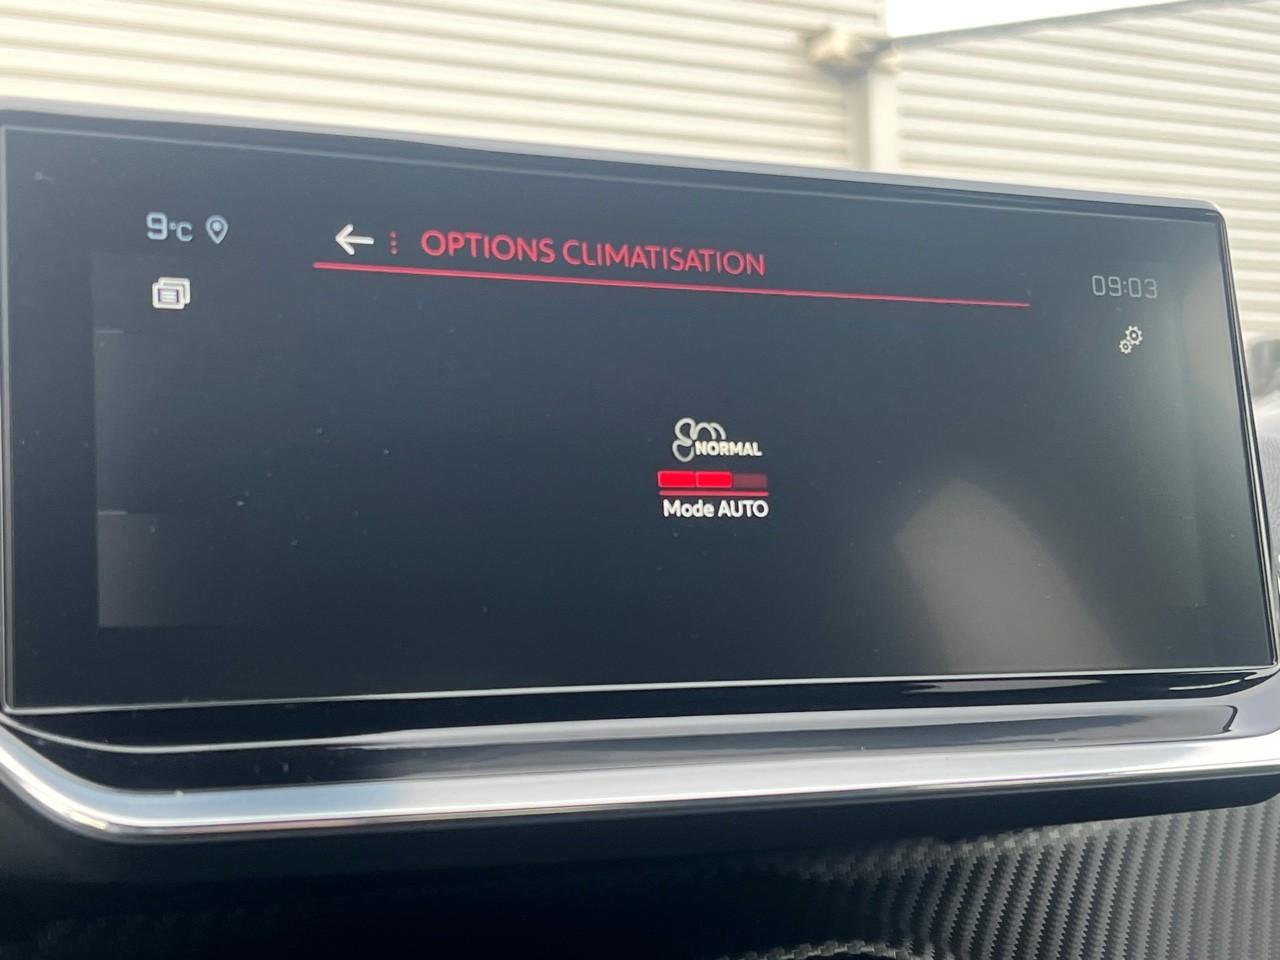 9°C
OPTIONS CLIMATISATION
09:03
NORMAL
Mode AUTO